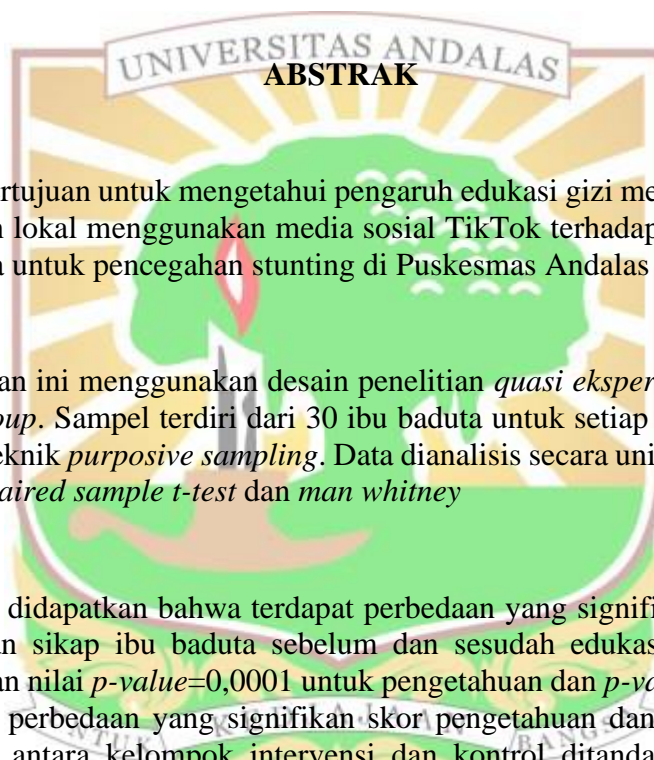 UNIVERSITAS ANDALAS
ABSTRAK
ertujuan untuk mengetahui pengaruh edukasi gizi me
lokal menggunakan media sosial TikTok terhadap
untuk pencegahan stunting di Puskesmas Andalas
an ini menggunakan desain penelitian quasi eksper
oup. Sampel terdiri dari 30 ibu baduta untuk setiap
eknik purposive sampling. Data dianalisis secara uni
aired sample t-test dan man whitney
didapatkan bahwa terdapat perbedaan yang signifi
an sikap ibu baduta sebelum dan sesudah edukas
an nilai p-value=0,0001 untuk pengetahuan dan p-va
perbedaan yang signifikan skor pengetahuan dan
antara kelompok intervensi dan kontrol ditanda